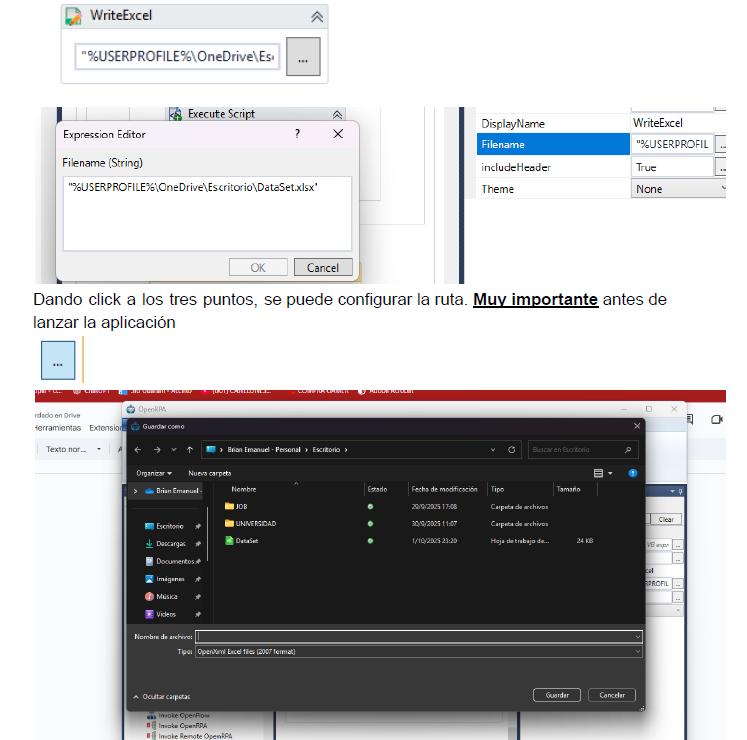 WriteExcel
"%USERPROFILE%\OneDrive\Es
...
Execute Script
Expression Editor
?
Filename (String)
"%USERPROFILE%\OneDrive\Escritorio\DataSet.xlsx"
OK
Cancel
DisplayName WriteExcel
Filename "%USERPROFIL ...
includeHeader True ...
Theme None
Dando click a los tres puntos, se puede configurar la ruta. Muy importante antes de
lanzar la aplicación
...
OpenRPA
rdado en Drive
Herramientas Extension
Texto nor...
Guardar como
Brian Emanuel - Personal > Escritorio >
Buscar en Escritorio
Organizar Nueva carpeta
Brian Emanuel -
Nombre Estado Fecha de modificación Tipo Tamaño
JOB 29/9/2025 17:08 Carpeta de archivos
UNIVERSIDAD 30/9/2025 11:07 Carpeta de archivos
DataSet 1/10/2025 23:20 Hoja de trabajo de... 24 KB
Escritorio
Descargas
Documentos
Imágenes
Música
Videos
Nombre de archivo:
Tipo: OpenXml Excel files (2007 format)
Ocultar carpetas
Guardar
Cancelar
Clear
RPROFIL
Invoke OpenFlow
Invoke OpenRPA
Invoke Remote OpenRPA